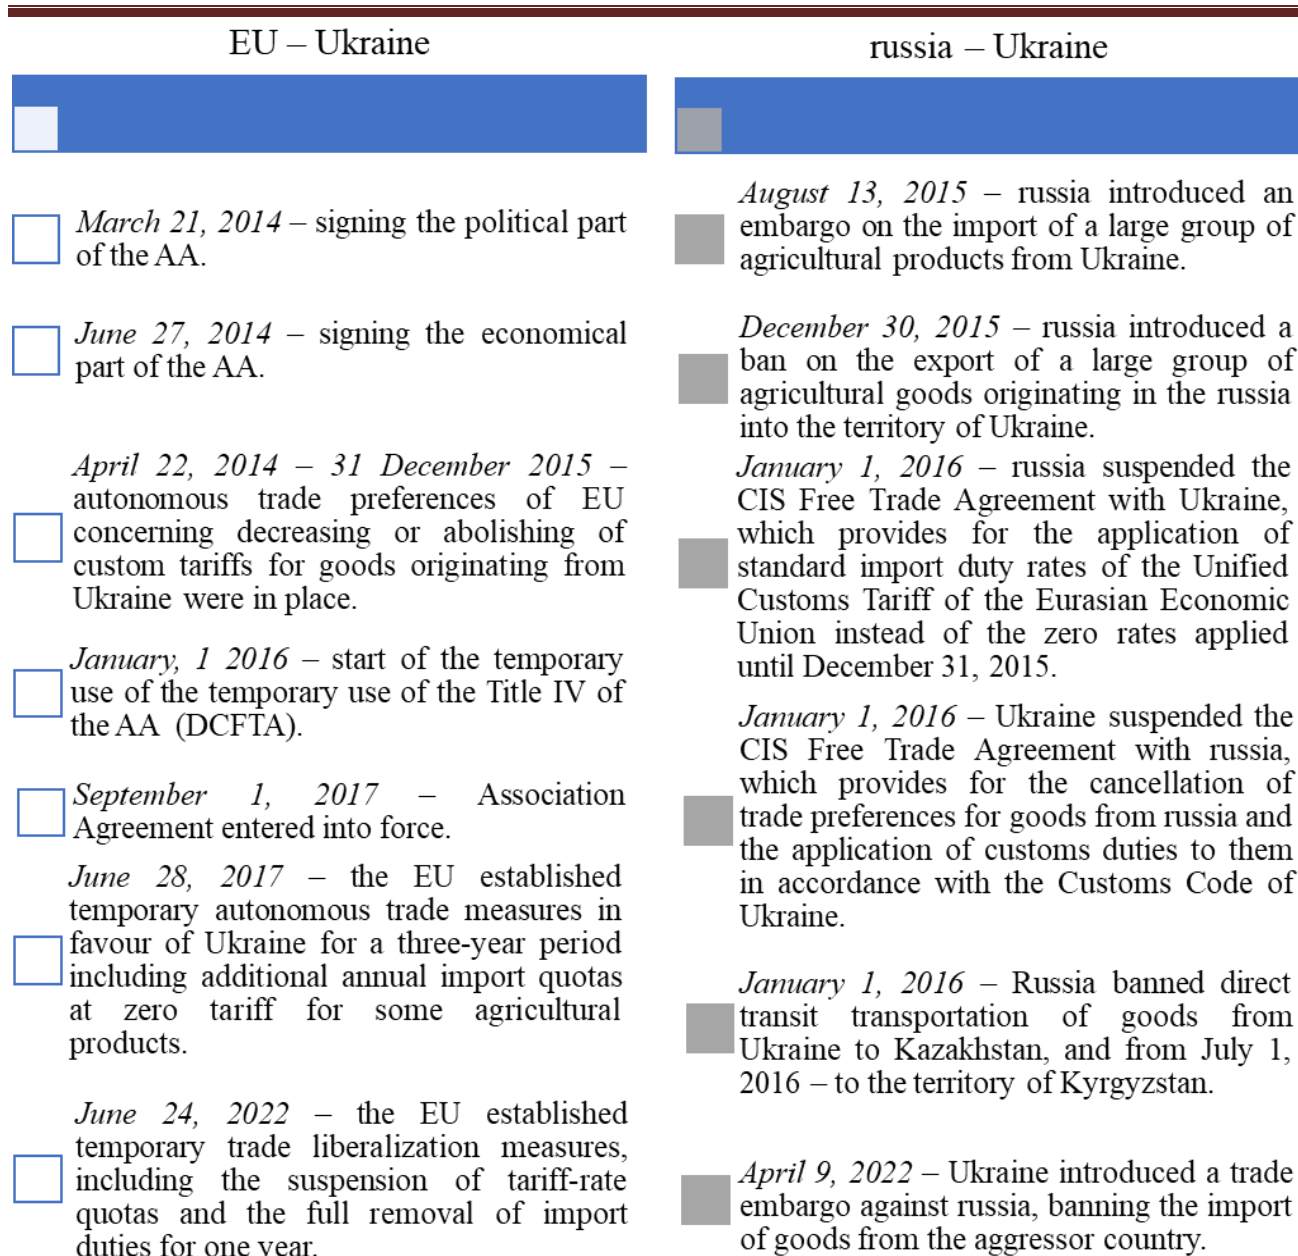 EU – Ukraine
March 21, 2014 – signing the political part
of the AA.
June 27, 2014 – signing the economical
part of the AA.
April 22, 2014 – 31 December 2015 –
autonomous trade preferences of EU
concerning decreasing or abolishing of
custom tariffs for goods originating from
Ukraine were in place.
January, 1 2016 – start of the temporary
use of the temporary use of the Title IV of
the AA (DCFTA).
September 1, 2017 – Association
Agreement entered into force.
June 28, 2017 – the EU established
temporary autonomous trade measures in
favour of Ukraine for a three-year period
including additional annual import quotas
at zero tariff for some agricultural
products.
June 24, 2022 – the EU established
temporary trade liberalization measures,
including the suspension of tariff-rate
quotas and the full removal of import
duties for one year.
russia – Ukraine
August 13, 2015 – russia introduced an
embargo on the import of a large group of
agricultural products from Ukraine.
December 30, 2015 – russia introduced a
ban on the export of a large group of
agricultural goods originating in the russia
into the territory of Ukraine.
January 1, 2016 – russia suspended the
CIS Free Trade Agreement with Ukraine,
which provides for the application of
standard import duty rates of the Unified
Customs Tariff of the Eurasian Economic
Union instead of the zero rates applied
until December 31, 2015.
January 1, 2016 – Ukraine suspended the
CIS Free Trade Agreement with russia,
which provides for the cancellation of
trade preferences for goods from russia and
the application of customs duties to them
in accordance with the Customs Code of
Ukraine.
January 1, 2016 – Russia banned direct
transit transportation of goods from
Ukraine to Kazakhstan, and from July 1,
2016 – to the territory of Kyrgyzstan.
April 9, 2022 – Ukraine introduced a trade
embargo against russia, banning the import
of goods from the aggressor country.